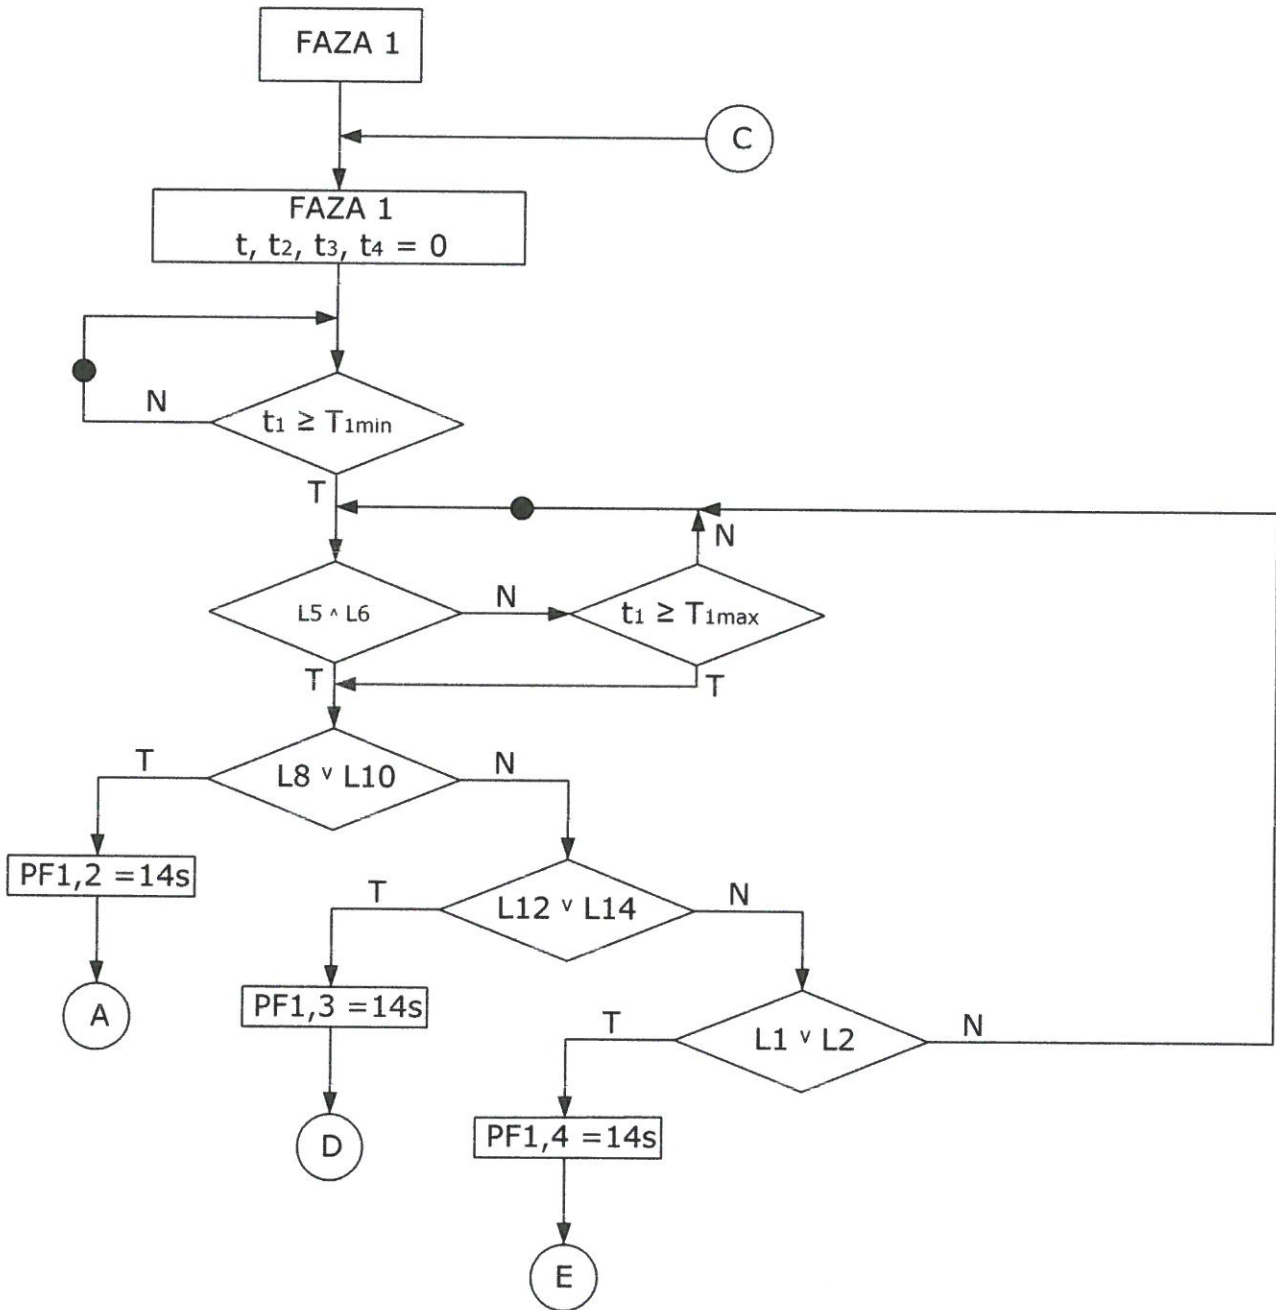 FAZA 1
C
FAZA 1
t, t2, t3, t4 = 0
N
t1 ≥ T1min
T
N
L5 ^ L6
N
t1 ≥ T1max
T
T
T
L8 v L10
N
PF1,2 =14s
T
L12 v L14
N
A
PF1,3 =14s
T
L1 v L2
N
D
PF1,4 =14s
E